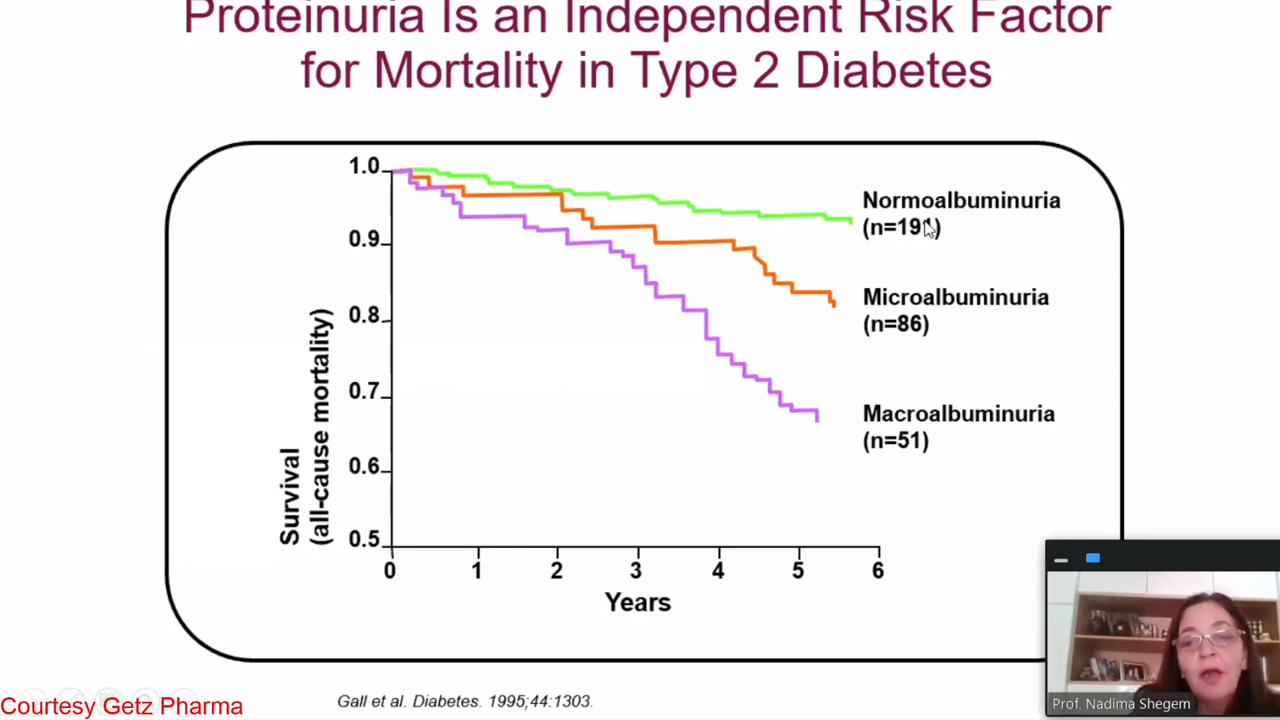 Proteinuria Is an Independent Risk Factor
for Mortality in Type 2 Diabetes
1.0
0.9
0.8
0.7
0.6
0.5
Survival
(all-cause mortality)
0 1 2 3 4 5 6
Years
Normoalbuminuria
Microalbuminuria
(n=86)
Macroalbuminuria
(n=51)
Gall et al. Diabetes. 1995;44:1303.
Courtesy Getz Pharma
Prof. Nadima Shegem